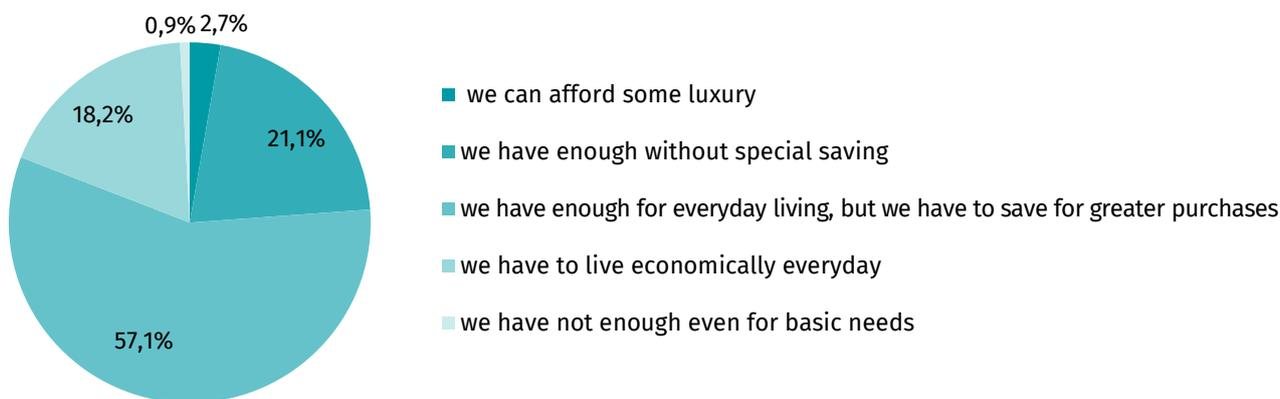 0,9% 2,7%
18,2%
21,1%
57,1%
we can afford some luxury
we have enough without special saving
we have enough for everyday living, but we have to save for greater purchases
we have to live economically everyday
we have not enough even for basic needs